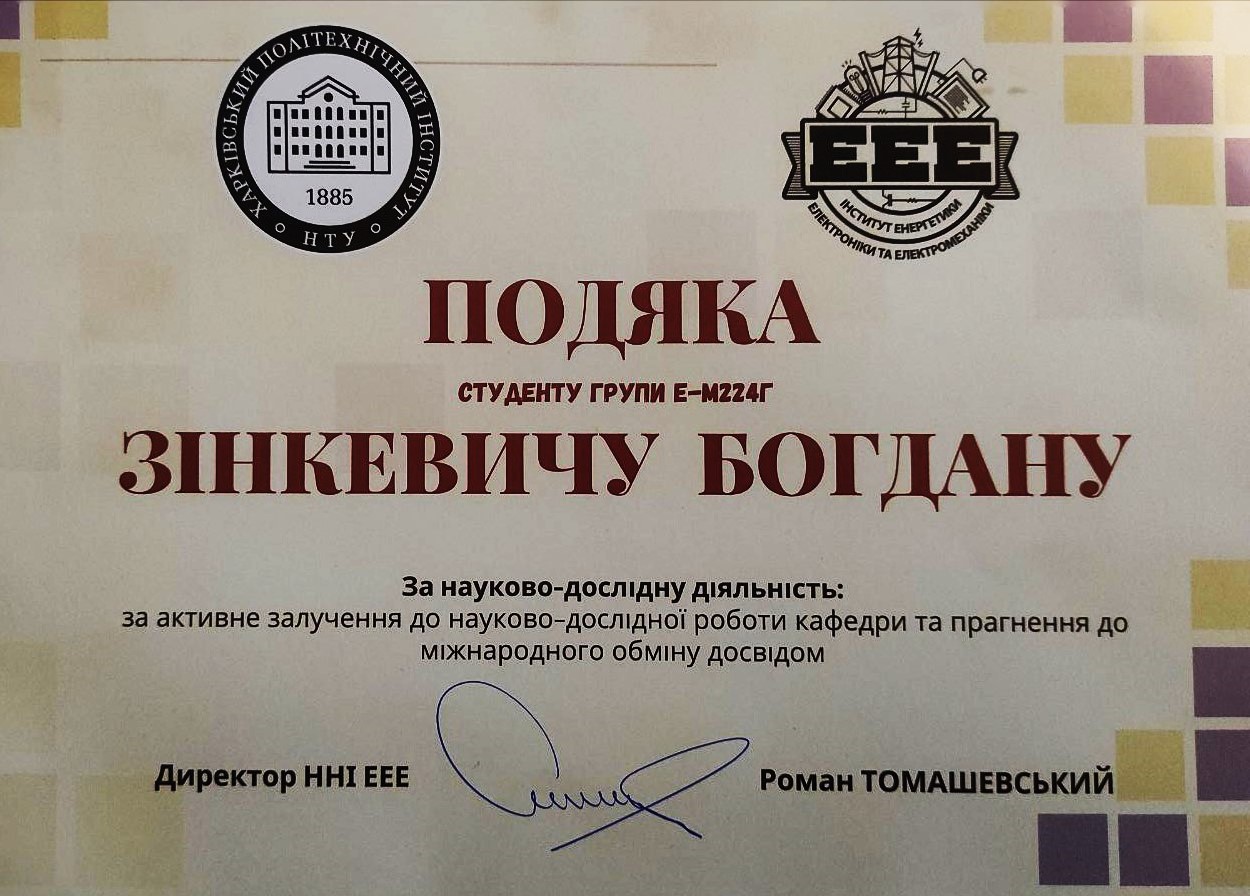 ХАРКІВСЬКИЙ ПОЛІТЕХНІЧНИЙ ІНСТИТУТ
1885
НТУ
ЕЕЕ
ІНСТИТУТ ЕНЕРГЕТИКИ
ЕЛЕКТРОНІКИ ТА ЕЛЕКТРОМЕХАНІКИ
ПОДЯКА
СТУДЕНТУ ГРУПИ Е-М224Г
ЗІНКЕВИЧУ БОГДАНУ
За науково-дослідну діяльність:
за активне залучення до науково-дослідної роботи кафедри та прагнення до
міжнародного обміну досвідом
Директор ННІ ЕЕЕ
Роман ТОМАШЕВСЬКИЙ